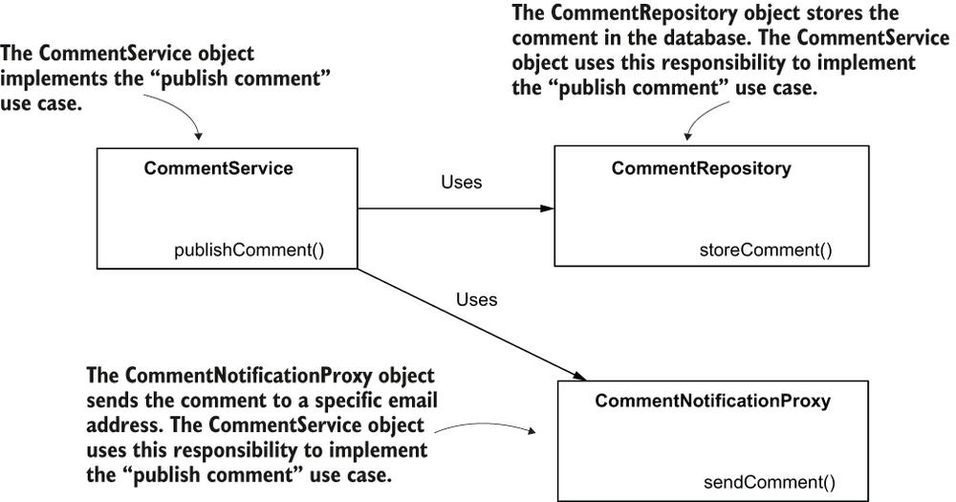 The CommentService object
implements the “publish comment”
use case.
The CommentRepository object stores the
comment in the database. The CommentService
object uses this responsibility to implement
the “publish comment” use case.
CommentService
publishComment()
Uses
CommentRepository
storeComment()
Uses
The CommentNotificationProxy object
sends the comment to a specific email
address. The CommentService object
uses this responsibility to implement
the “publish comment” use case.
CommentNotificationProxy
sendComment()